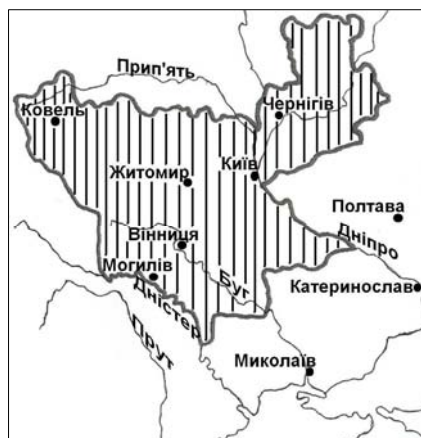 Прип'ять
Ковель
Чернігів
Житомир
Київ
Полтава
Вінниця
Дніпро
Могилів
Буг
Катеринослав
Дністер
Прут
Миколаїв